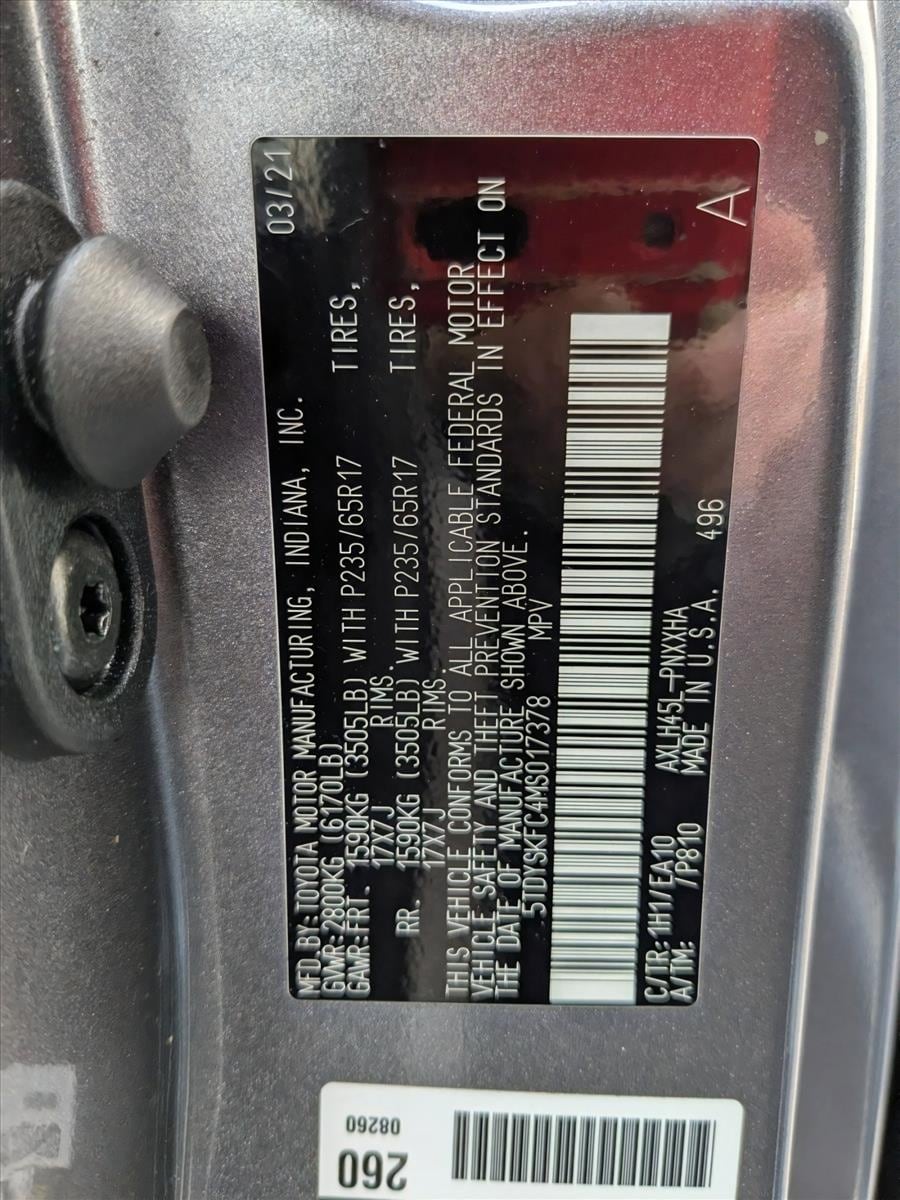 MFD BY:TOYOTA MOTOR MANUFACTURING, INDIANA, INC. 03/21
GVWR:2800KG (6170LB)
GAWR:FRT. 1590KG (3505LB) WITH P235/65R17 TIRES,
17X7J RIMS.
RR. 1590KG (3505LB) WITH P235/65R17 TIRES,
17X7J RIMS.
THIS VEHICLE CONFORMS TO ALL APPLICABLE FEDERAL MOTOR
VEHICLE SAFETY AND THEFT PREVENTION STANDARDS IN EFFECT ON
THE DATE OF MANUFACTURE SHOWN ABOVE.
5TDYSKFC4MS017378 MPV
C/TR:1H1/EA10 AXLH45L-PNXXHA
A/TM: /P810 MADE IN U.S.A. 496 A
260
08260